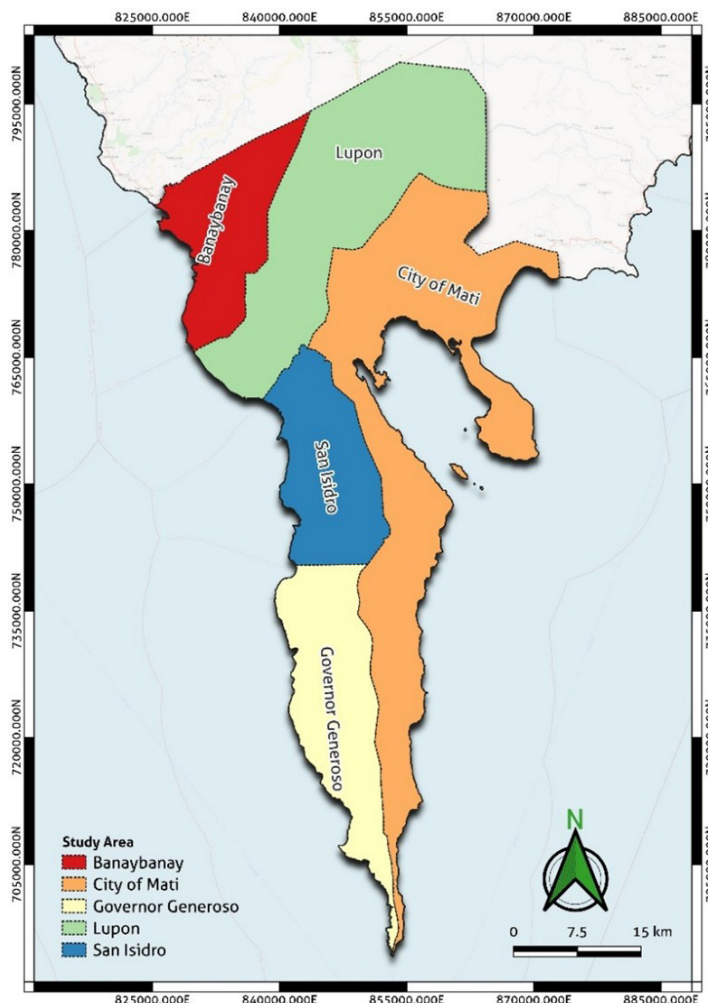 825000.000E 840000.000E 855000.000E 870000.000E 885000.000E
795000.000N
780000.000N 780000.000N
765000.000N
750000.000N
735000.000N
720000.000N
705000.000N
Lupon
Banaybanay
City of Mati
San Isidro
Governor Generoso
Study Area
Banaybanay
City of Mati
Governor Generoso
Lupon
San Isidro
N
0 7.5 15 km
825000.000E 840000.000E 855000.000E 870000.000E 885000.000E